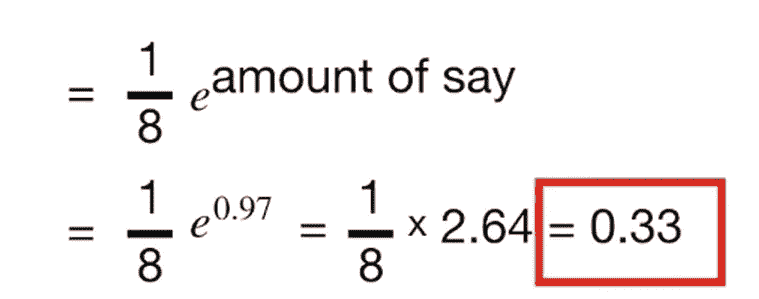 = 1/8 e^amount of say
= 1/8 e^0.97 = 1/8 x 2.64 = 0.33